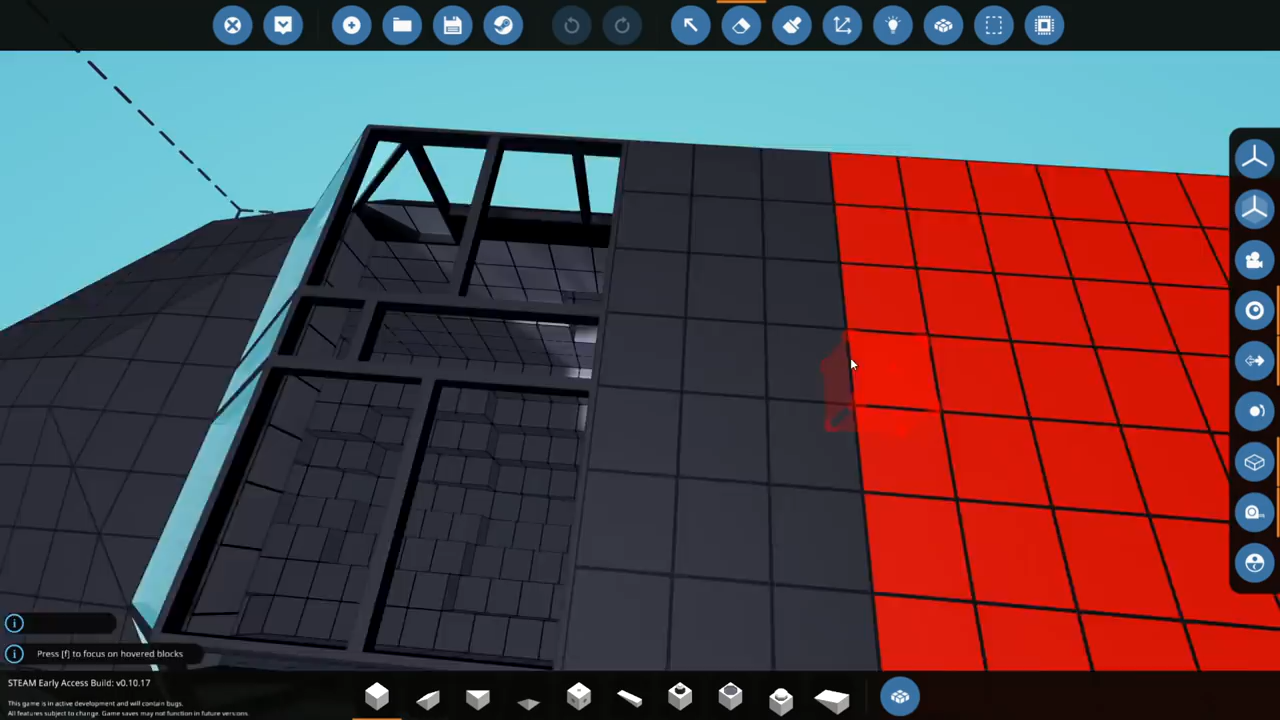 Press [f] to focus on hovered blocks
STEAM Early Access Build: v0.10.17
This game is in active development and will contain bugs.
All features subject to change. Game saves may not function in future versions.